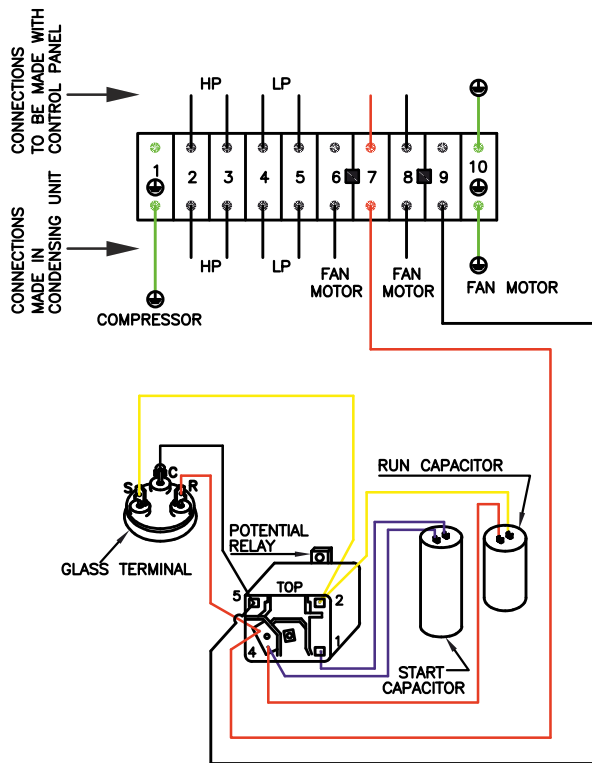 CONNECTIONS
TO BE MADE WITH
CONTROL PANEL
HP
LP
1
2
3
4
5
6
7
8
9
10
CONNECTIONS
MADE IN
CONDENSING UNIT
HP
LP
FAN
MOTOR
FAN
MOTOR
FAN MOTOR
COMPRESSOR
S
C
R
GLASS TERMINAL
POTENTIAL
RELAY
RUN CAPACITOR
TOP
5
2
4
1
START
CAPACITOR